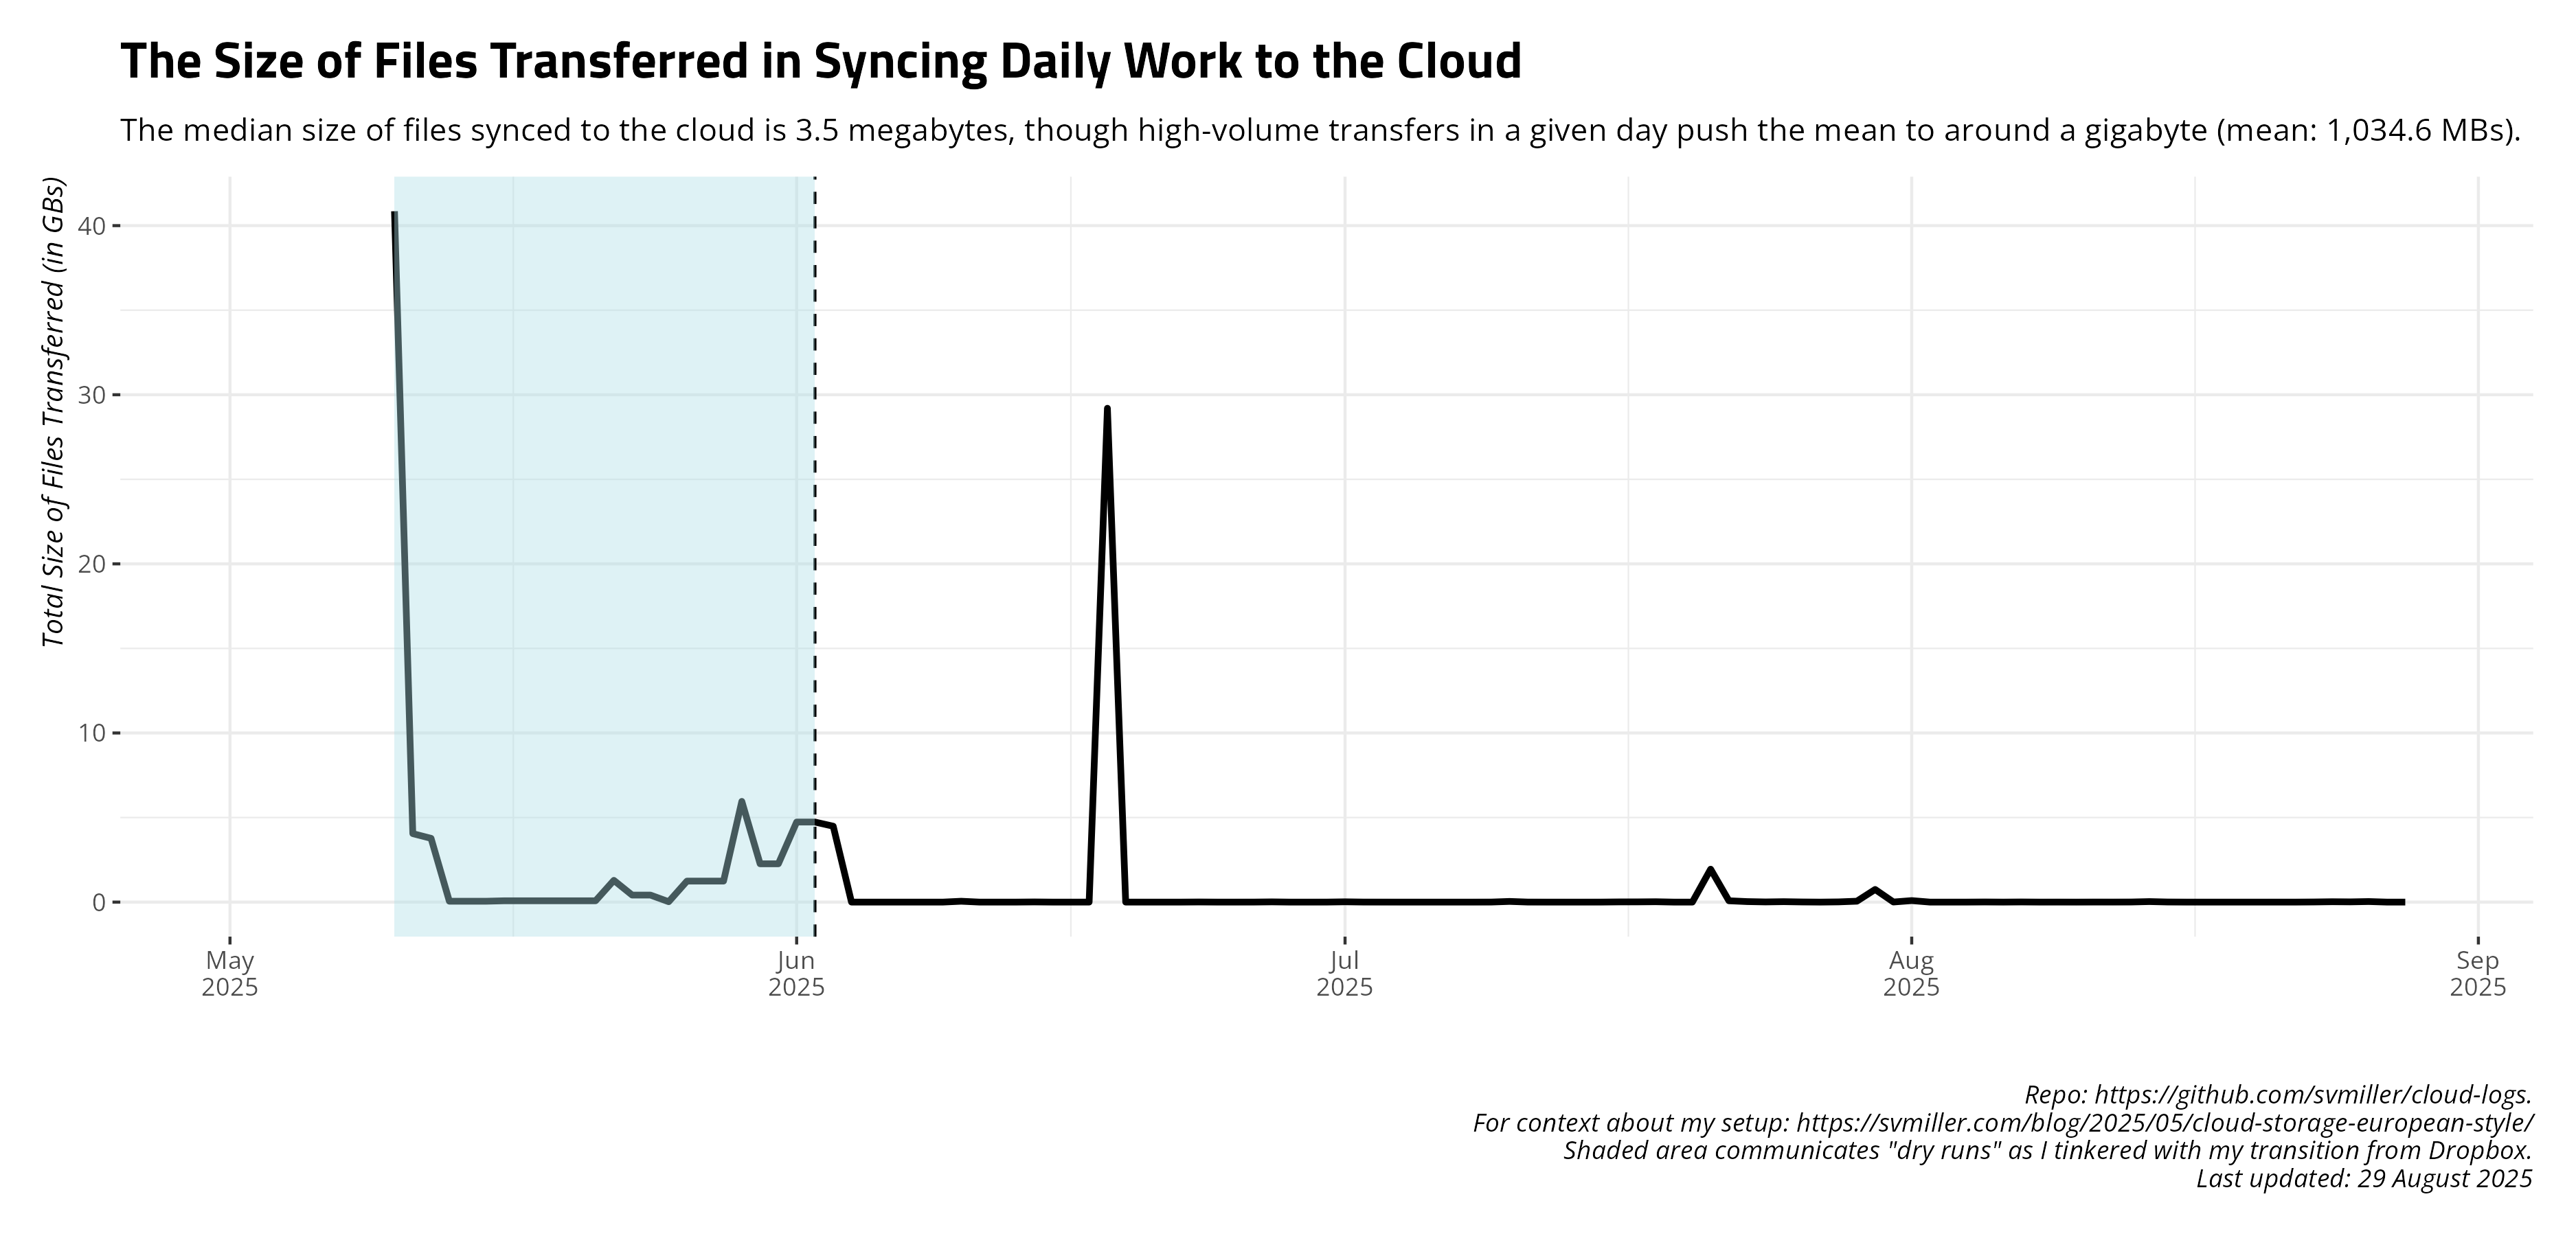 The Size of Files Transferred in Syncing Daily Work to the Cloud
The median size of files synced to the cloud is 3.5 megabytes, though high-volume transfers in a given day push the mean to around a gigabyte (mean: 1,034.6 MBs).
Total Size of Files Transferred (in GBs)
40
30
20
10
0
May
2025
Jun
2025
Jul
2025
Aug
2025
Sep
2025
Repo: https://github.com/svmiller/cloud-logs.
For context about my setup: https://svmiller.com/blog/2025/05/cloud-storage-european-style/
Shaded area communicates "dry runs" as I tinkered with my transition from Dropbox.
Last updated: 29 August 2025